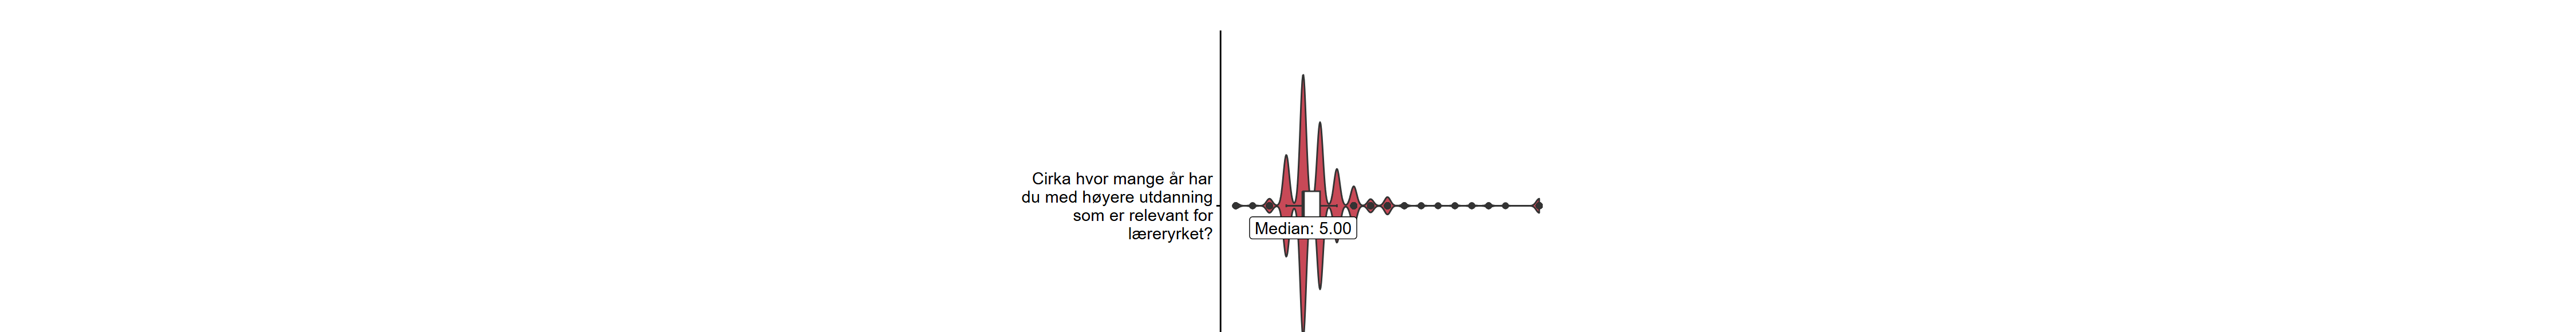 Cirka hvor mange år har
du med høyere utdanning
som er relevant for
læreryrket?
Median: 5.00